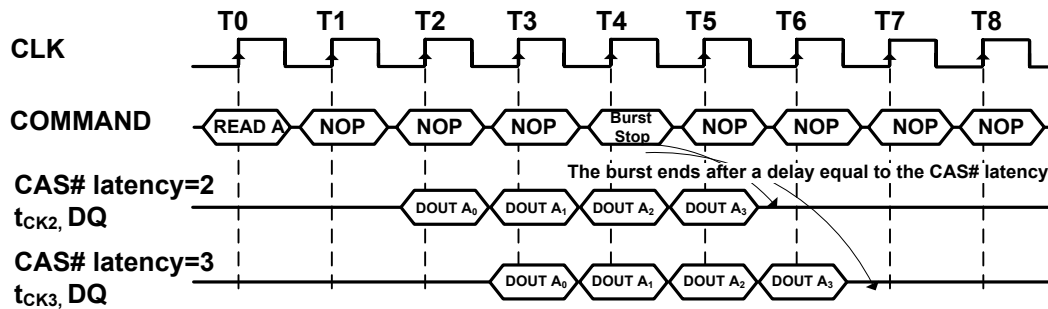 T0 T1 T2 T3 T4 T5 T6 T7 T8
CLK
COMMAND READ A NOP NOP NOP Burst Stop NOP NOP NOP NOP
The burst ends after a delay equal to the CAS# latency
CAS# latency=2
tCK2, DQ DOUT A0 DOUT A1 DOUT A2 DOUT A3
CAS# latency=3
tCK3, DQ DOUT A0 DOUT A1 DOUT A2 DOUT A3